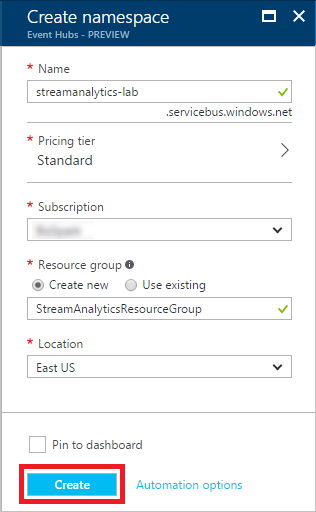 Create namespace
Event Hubs - PREVIEW
* Name
streamanalytics-lab
.servicebus.windows.net
* Pricing tier
Standard
* Subscription
* Resource group
Create new Use existing
StreamAnalyticsResourceGroup
* Location
East US
Pin to dashboard
Create Automation options